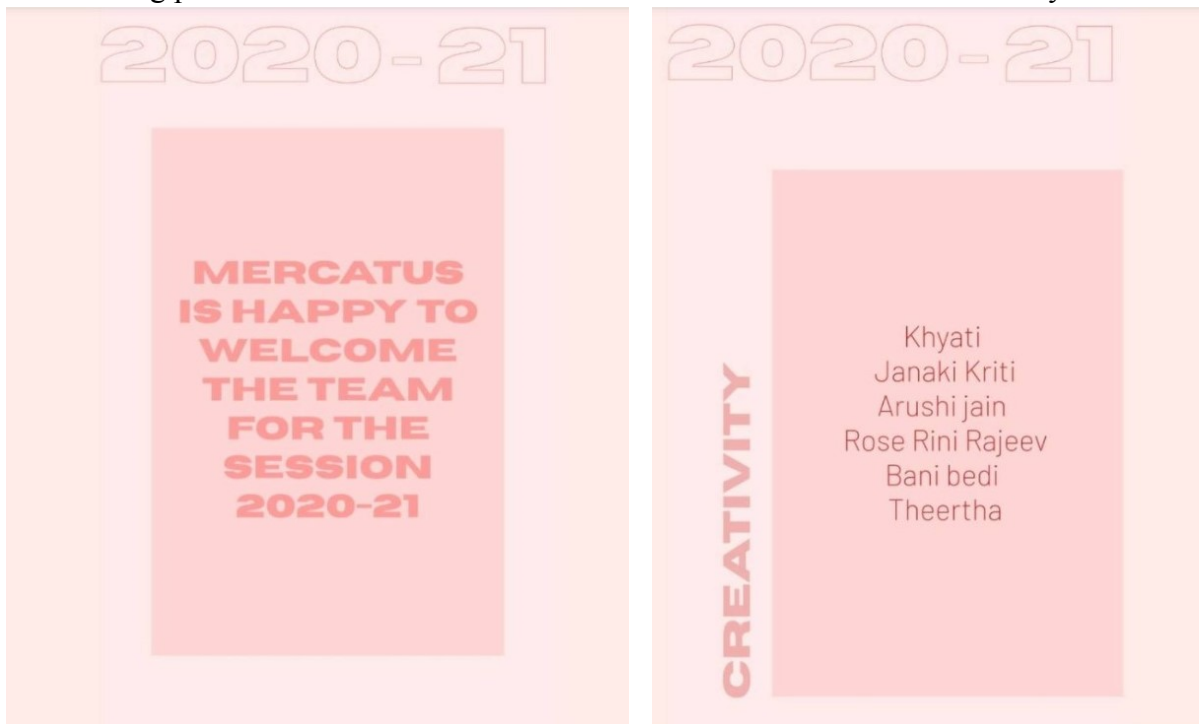 2020-21
MERCATUS
IS HAPPY TO
WELCOME
THE TEAM
FOR THE
SESSION
2020-21
2020-21
CREATIVITY
Khyati
Janaki Kriti
Arushi jain
Rose Rini Rajeev
Bani bedi
Theertha